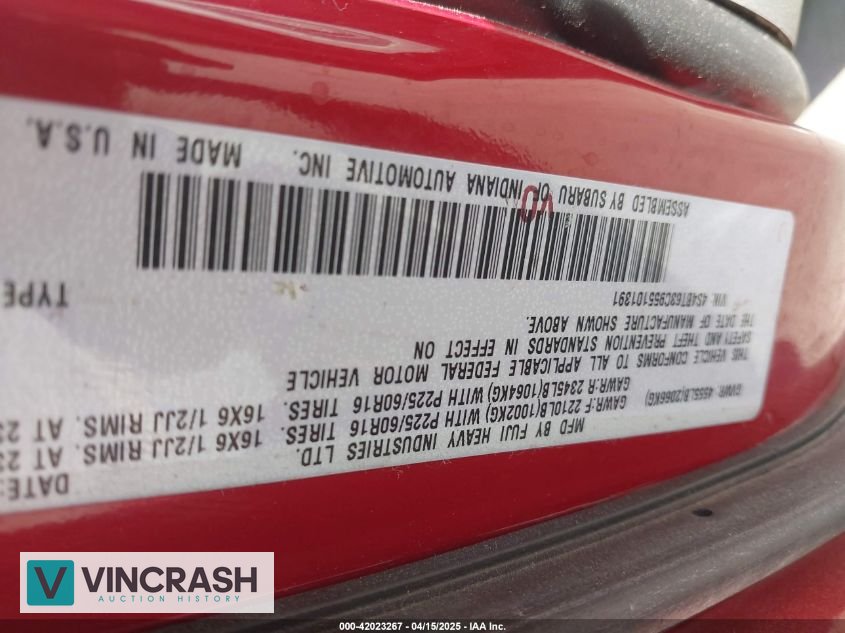 MFD BY FUJI HEAVY INDUSTRIES LTD. DATE:
GVWR: 4555LB(2066KG)
GAWR:F 2210LB(1002KG) WITH P225/60R16 TIRES. 16X6 1/2JJ RIMS. AT 23
GAWR:R 2345LB(1064KG) WITH P225/60R16 TIRES. 16X6 1/2JJ RIMS. AT 23
THIS VEHICLE CONFORMS TO ALL APPLICABLE FEDERAL MOTOR VEHICLE
SAFETY AND THEFT PREVENTION STANDARDS IN EFFECT ON
THE DATE OF MANUFACTURE SHOWN ABOVE.
VIN: 4S4BT63C955101391 TYPE
ASSEMBLED BY SUBARU OF INDIANA AUTOMOTIVE INC. MADE IN U.S.A.
V VINCRASH
AUCTION HISTORY
000-42023267 - 04/15/2025 - IAA Inc.